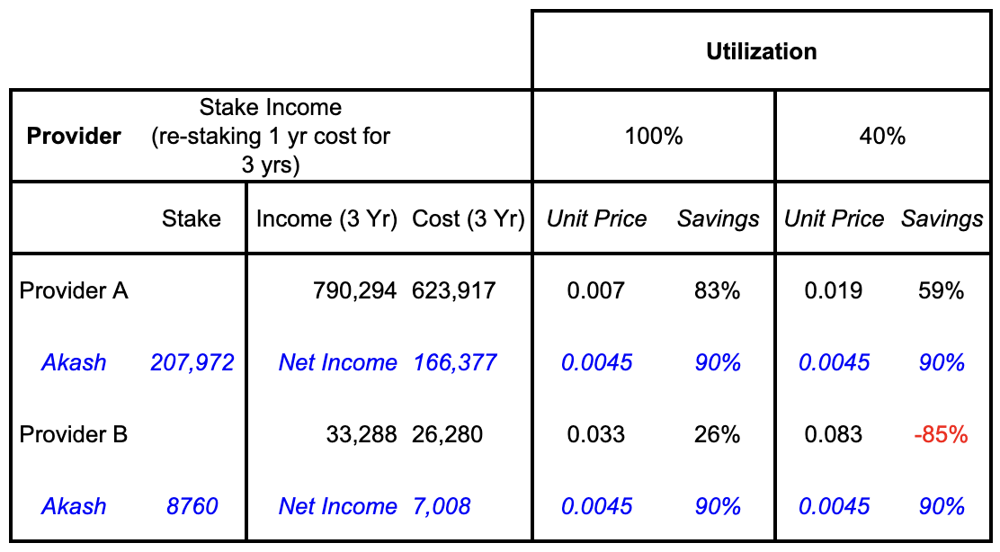 Utilization
Stake Income
Provider (re-staking 1 yr cost for 100% 40%
3 yrs)
Stake Income (3 Yr) Cost (3 Yr) Unit Price Savings Unit Price Savings
Provider A 790,294 623,917 0.007 83% 0.019 59%
Akash 207,972 Net Income 166,377 0.0045 90% 0.0045 90%
Provider B 33,288 26,280 0.033 26% 0.083 -85%
Akash 8760 Net Income 7,008 0.0045 90% 0.0045 90%